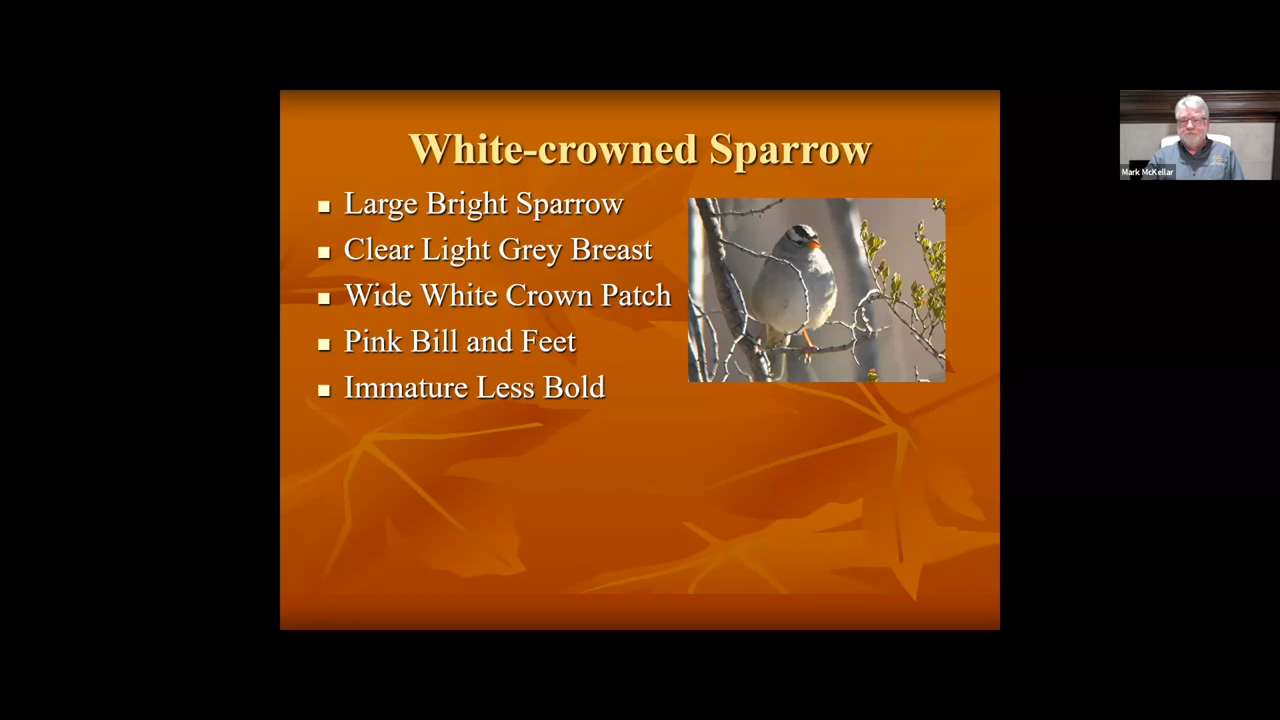 White-crowned Sparrow
Large Bright Sparrow
Clear Light Grey Breast
Wide White Crown Patch
Pink Bill and Feet
Immature Less Bold
Mark McKellar